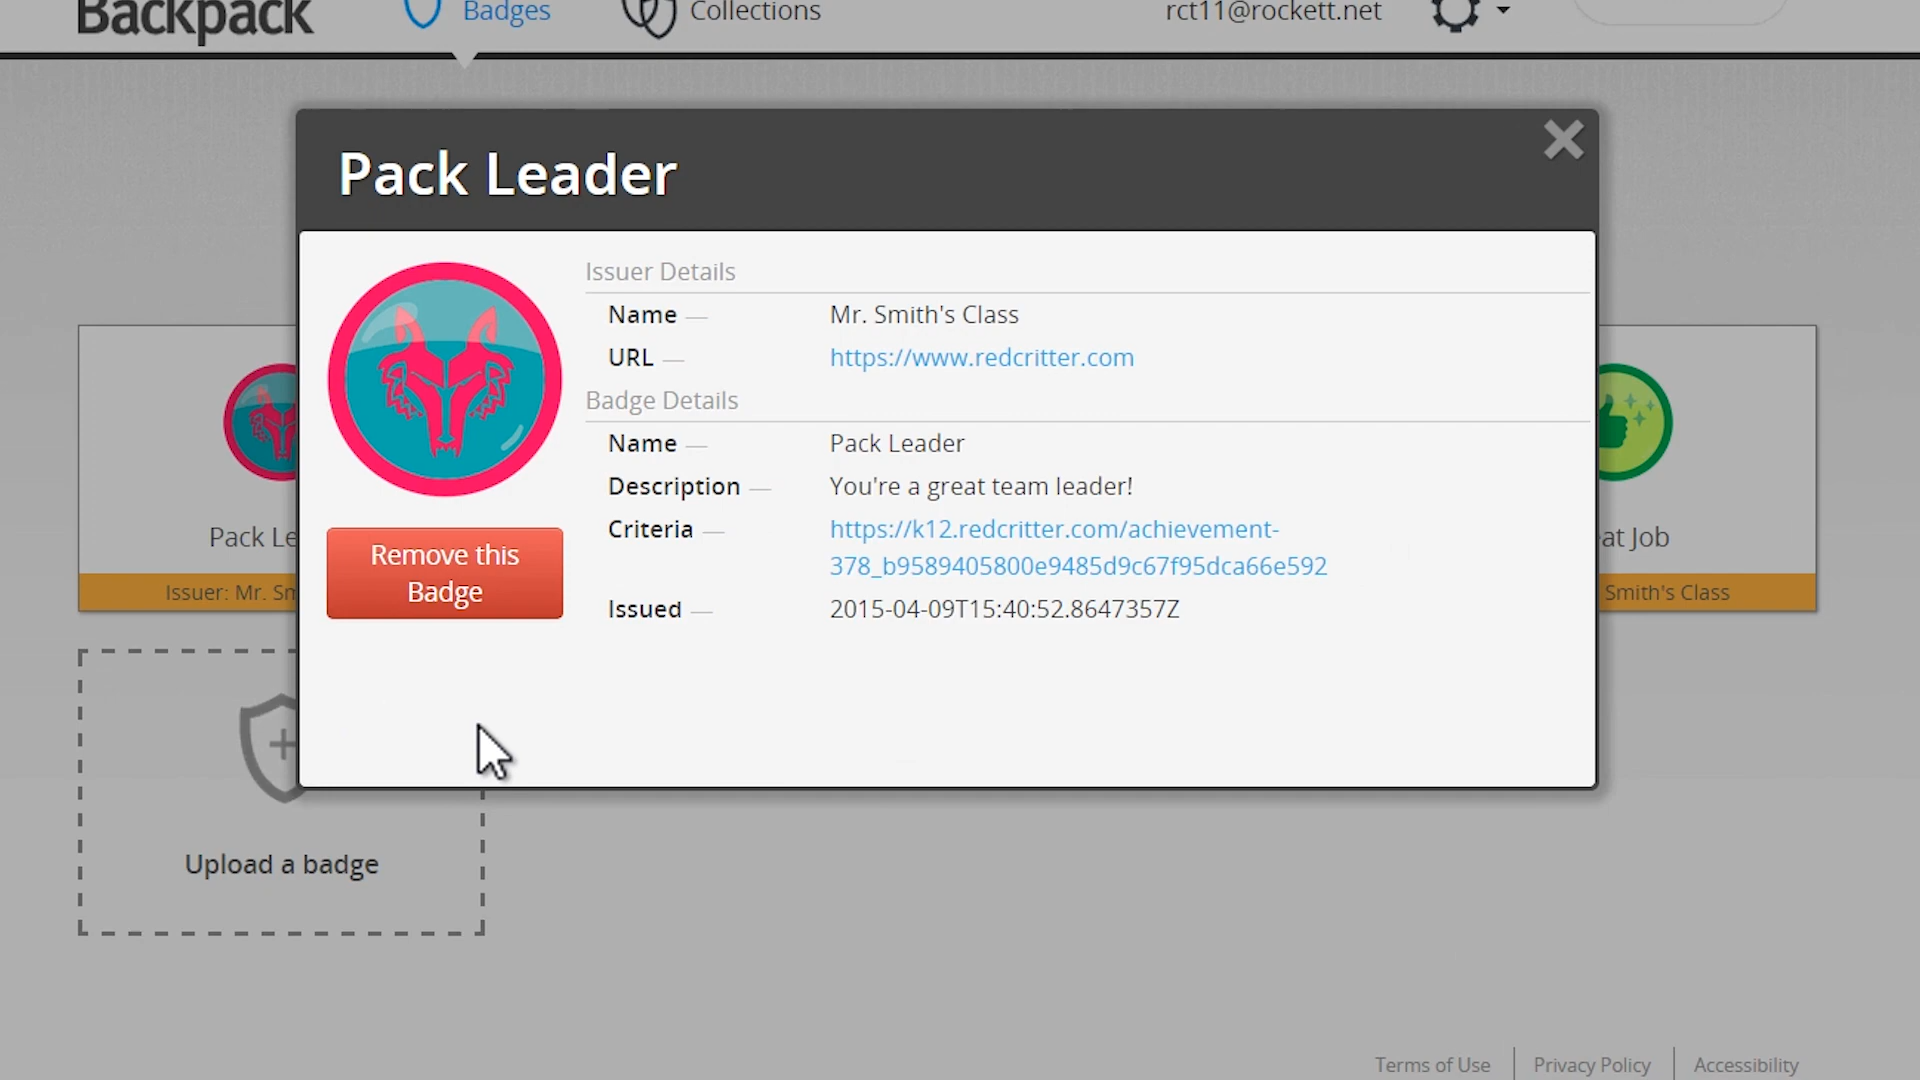 Backpack Badges Collections rct11@rockett.net
Pack Leader
Issuer Details
Name — Mr. Smith's Class
URL — https://www.redcritter.com
Badge Details
Name — Pack Leader
Description — You're a great team leader!
Criteria — https://k12.redcritter.com/achievement-
378_b9589405800e9485d9c67f95dca66e592
Issued — 2015-04-09T15:40:52.8647357Z
Remove this
Badge
Pack Le
Issuer: Mr. Sm
at Job
Smith's Class
Upload a badge
Terms of Use Privacy Policy Accessibility